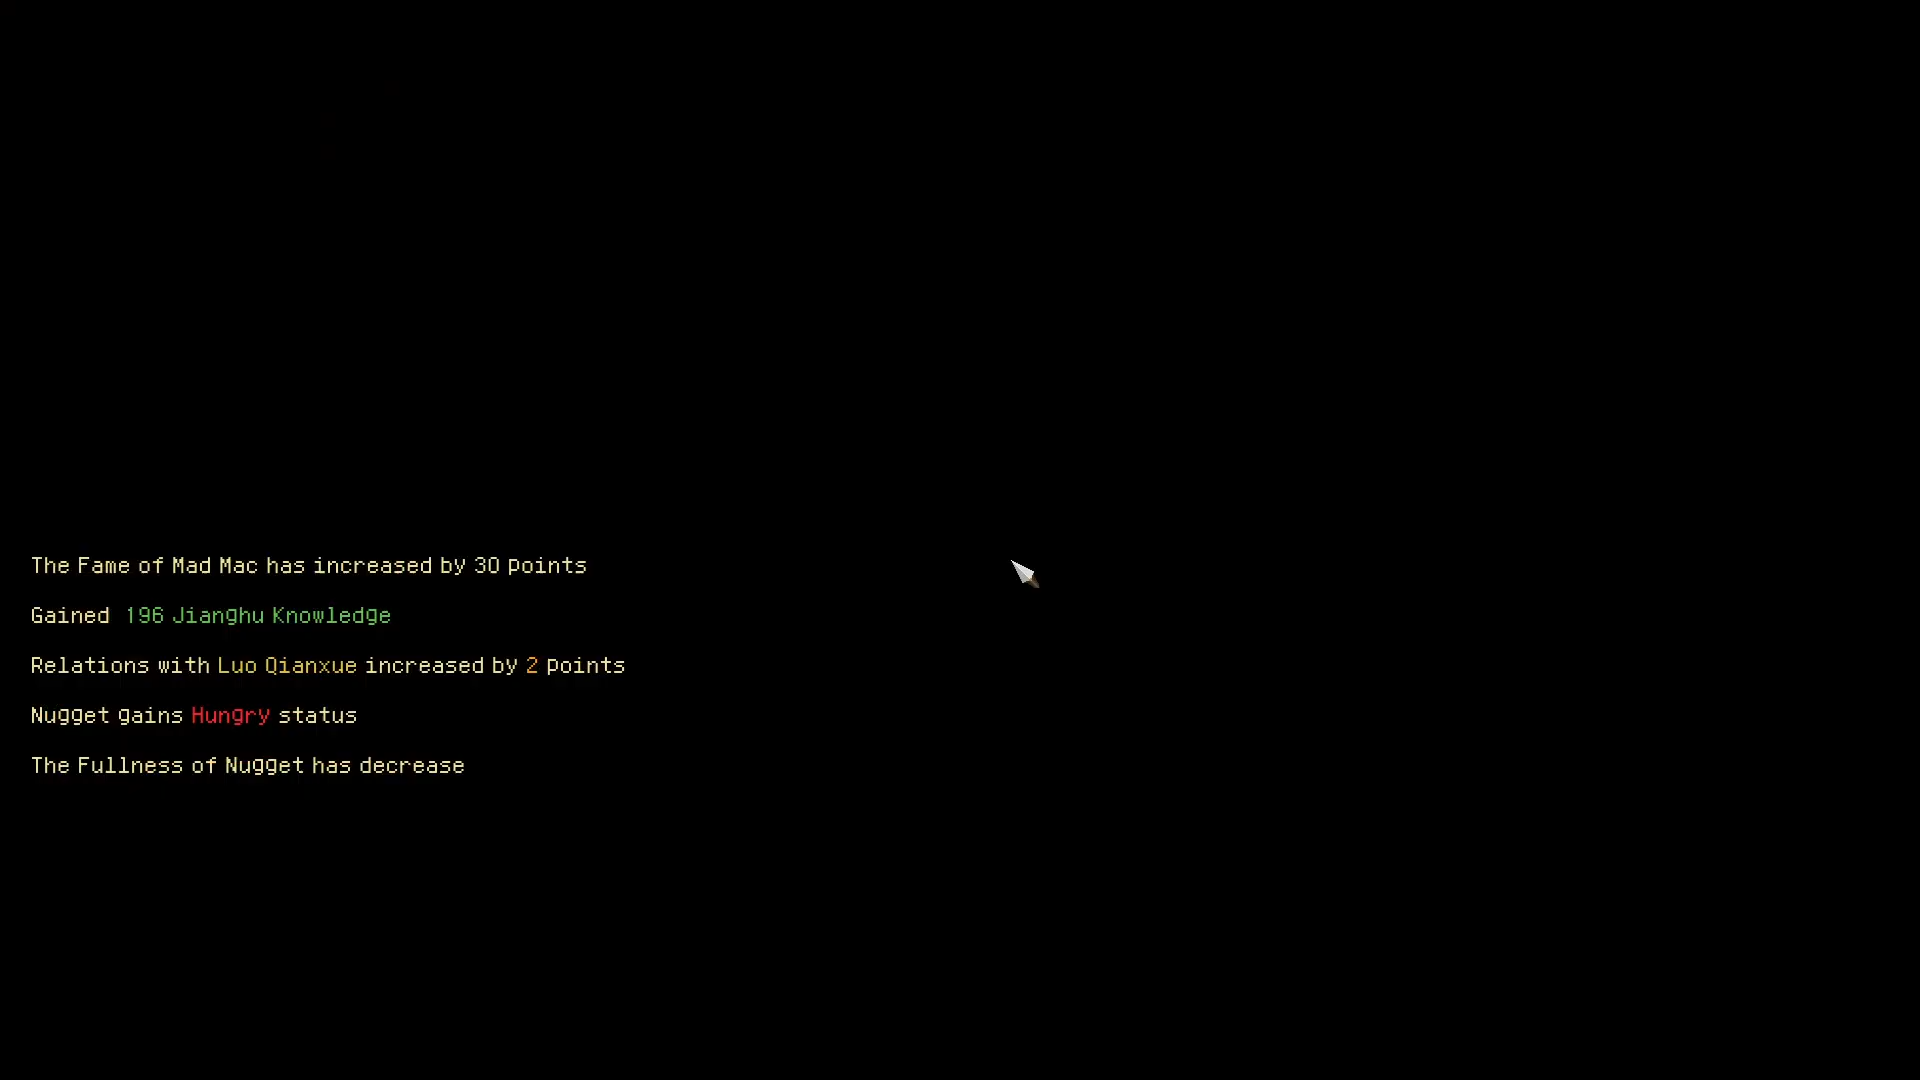 The Fame of Mad Mac has increased by 30 points
Gained 196 Jianghu Knowledge
Relations with Luo Qianxue increased by 2 points
Nugget gains Hungry status
The Fullness of Nugget has decrease